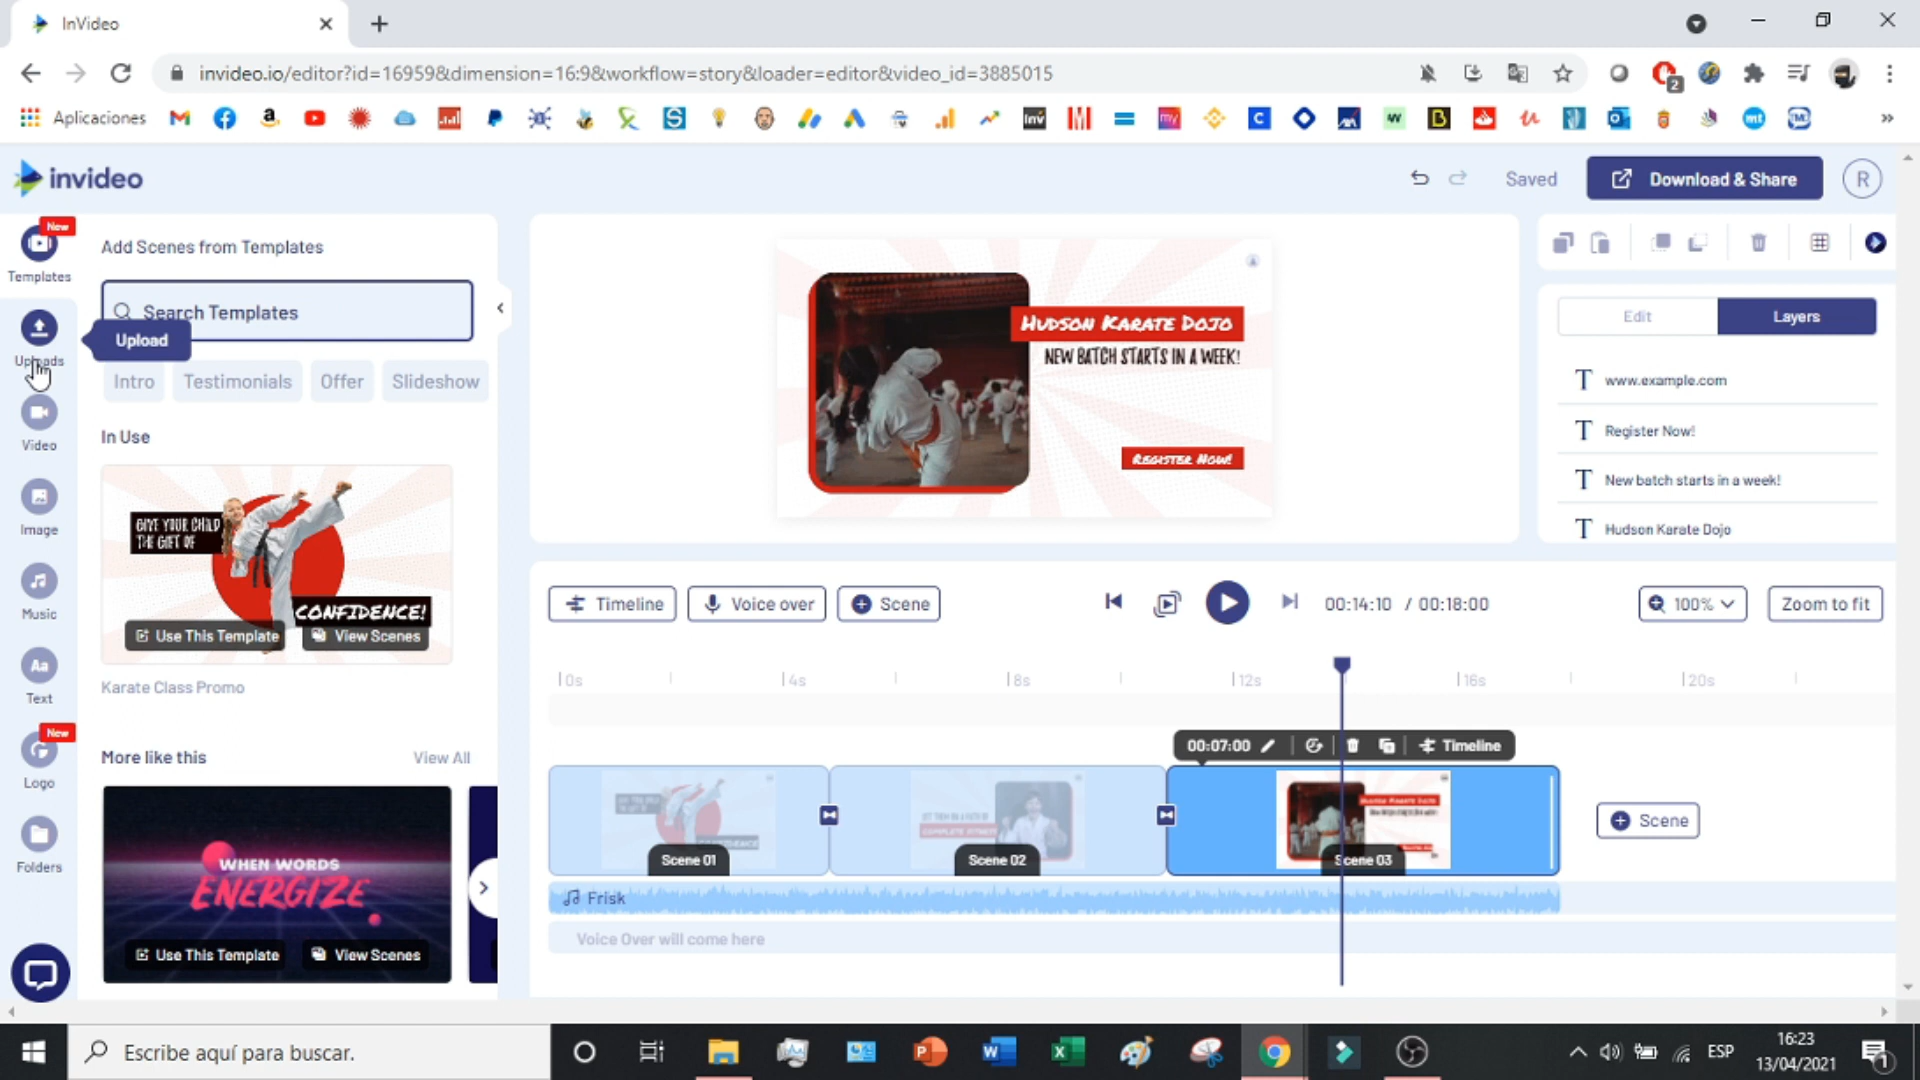 InVideo
invideo.io/editor?id=16959&dimension=16:9&workflow=story&loader=editor&video_id=3885015
2
Aplicaciones
invideo
Saved
Download & Share
R
New
Templates
Uploads
Video
Image
Music
Text
New
Logo
Folders
Add Scenes from Templates
Search Templates
Upload
Intro
Testimonials
Offer
Slideshow
In Use
GIVE YOUR CHILD
THE GIFT OF
CONFIDENCE!
Use This Template
View Scenes
Karate Class Promo
More like this
View All
WHEN WORDS
ENERGIZE
Use This Template
View Scenes
HUDSON KARATE DOJO
NEW BATCH STARTS IN A WEEK!
REGISTER NOW!
Edit
Layers
T www.example.com
T Register Now!
T New batch starts in a week!
T Hudson Karate Dojo
Timeline
Voice over
Scene
00:14:10 / 00:18:00
100%
Zoom to fit
0s
4s
8s
12s
16s
20s
00:07:00
Timeline
Scene 01
Scene 02
Scene 03
Scene
Frisk
Voice Over will come here
Escribe aquí para buscar.
ESP
16:23
13/04/2021
1